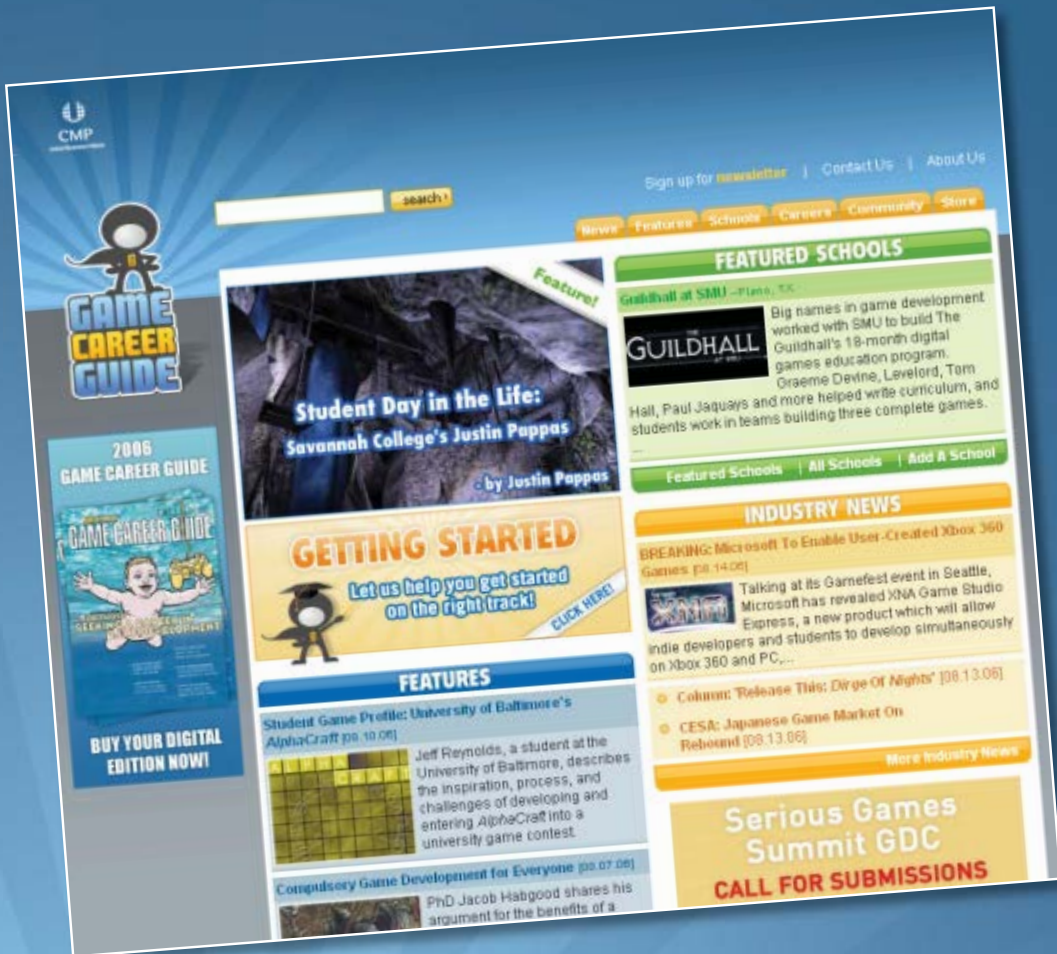 CMP
Sign up for newsletter | Contact Us | About Us
search
News
Features
Schools
Careers
Community
Store
GAME
CAREER
GUIDE
2006
GAME CAREER GUIDE
GAME CAREER GUIDE
BUY YOUR DIGITAL
EDITION NOW!
Feature!
Student Day in the Life:
Savannah College's Justin Pappas
- by Justin Pappas
GETTING STARTED
Let us help you get started
on the right track!
CLICK HERE!
FEATURES
Student Game Profile: University of Baltimore's
AlphaCraft [08.10.06]
ALPHA
CRAFT
Jeff Reynolds, a student at the
University of Baltimore, describes
the inspiration, process, and
challenges of developing and
entering AlphaCraft into a
university game contest.
Compulsory Game Development for Everyone [08.07.06]
PhD Jacob Habgood shares his
argument for the benefits of a
FEATURED SCHOOLS
Guildhall at SMU --Plano, TX
THE
GUILDHALL
AT SMU
Big names in game development
worked with SMU to build The
Guildhall's 18-month digital
games education program.
Graeme Devine, Levelord, Tom
Hall, Paul Jaquays and more helped write curriculum, and
students work in teams building three complete games.
...
Featured Schools | All Schools | Add A School
INDUSTRY NEWS
BREAKING: Microsoft To Enable User-Created Xbox 360
Games [08.14.06]
XNA
Talking at its Gamefest event in Seattle,
Microsoft has revealed XNA Game Studio
Express, a new product which will allow
indie developers and students to develop simultaneously
on Xbox 360 and PC,...
Column: 'Release This: Dirge Of Nights' [08.13.06]
CESA: Japanese Game Market On
Rebound [08.13.06]
More Industry News
Serious Games
Summit GDC
CALL FOR SUBMISSIONS